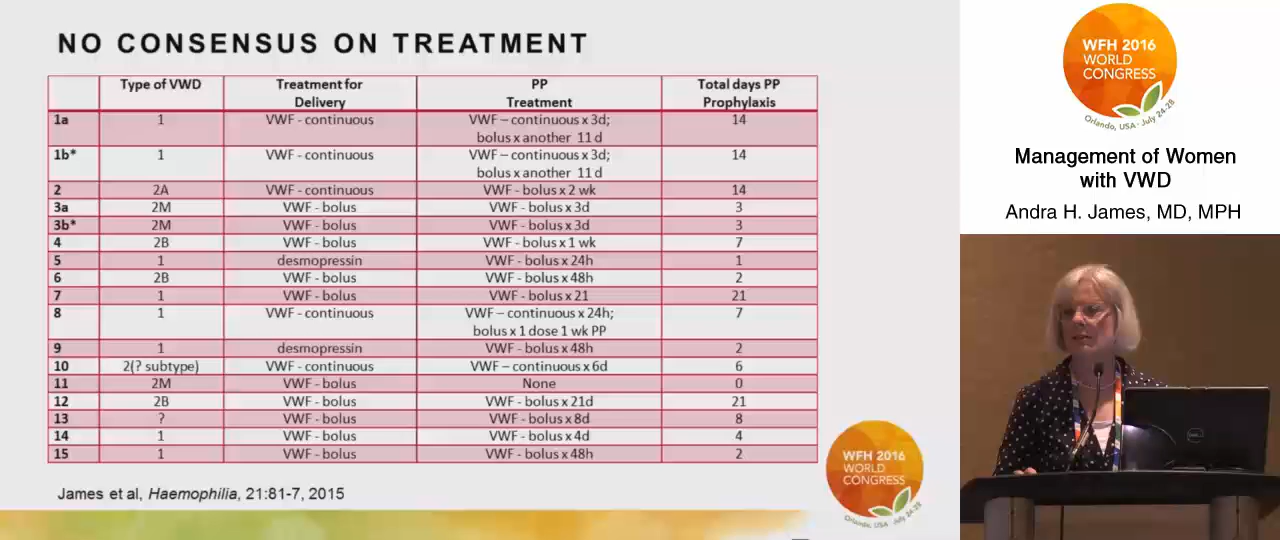 NO CONSENSUS ON TREATMENT
Type of VWD Treatment for Delivery PP Treatment Total days PP Prophylaxis
1a 1 VWF - continuous VWF – continuous x 3d; bolus x another 11 d 14
1b* 1 VWF - continuous VWF – continuous x 3d; bolus x another 11 d 14
2 2A VWF - continuous VWF - bolus x 2 wk 14
3a 2M VWF - bolus VWF - bolus x 3d 3
3b* 2M VWF - bolus VWF - bolus x 3d 3
4 2B VWF - bolus VWF - bolus x 1 wk 7
5 1 desmopressin VWF - bolus x 24h 1
6 2B VWF - bolus VWF - bolus x 48h 2
7 1 VWF - bolus VWF - bolus x 21 21
8 1 VWF - continuous VWF – continuous x 24h; bolus x 1 dose 1 wk PP 7
9 1 desmopressin VWF - bolus x 48h 2
10 2(? subtype) VWF - continuous VWF – continuous x 6d 6
11 2M VWF - bolus None 0
12 2B VWF - bolus VWF - bolus x 21d 21
13 ? VWF - bolus VWF - bolus x 8d 8
14 1 VWF - bolus VWF - bolus x 4d 4
15 1 VWF - bolus VWF - bolus x 48h 2
James et al, Haemophilia, 21:81-7, 2015
WFH 2016
WORLD
CONGRESS
Orlando, USA · July 24-28
WFH 2016
WORLD
CONGRESS
Orlando, USA · July 24-28
Management of Women
with VWD
Andra H. James, MD, MPH